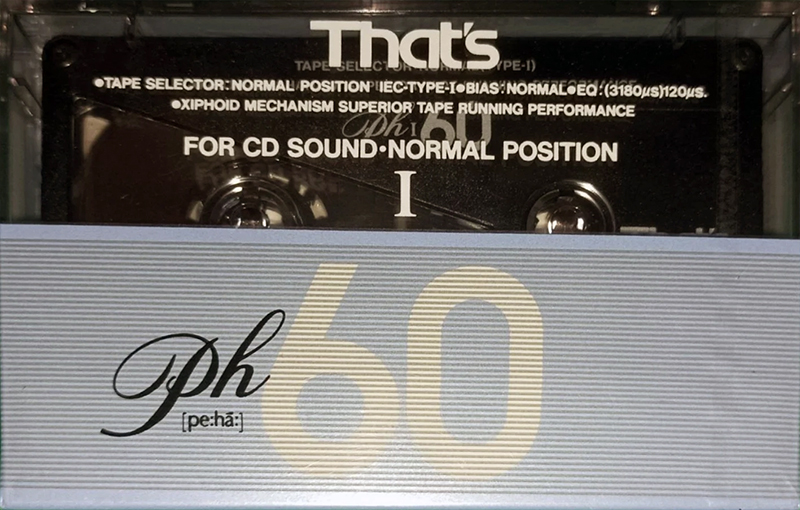 That's
•TAPE SELECTOR:NORMAL POSITION IEC-TYPE-I•BIAS:NORMAL•EQ.:(3180μs)120μs.
•XIPHOID MECHANISM SUPERIOR TAPE RUNNING PERFORMANCE
Ph I 60
FOR CD SOUND•NORMAL POSITION
I
Ph 60
[pe:hā:]